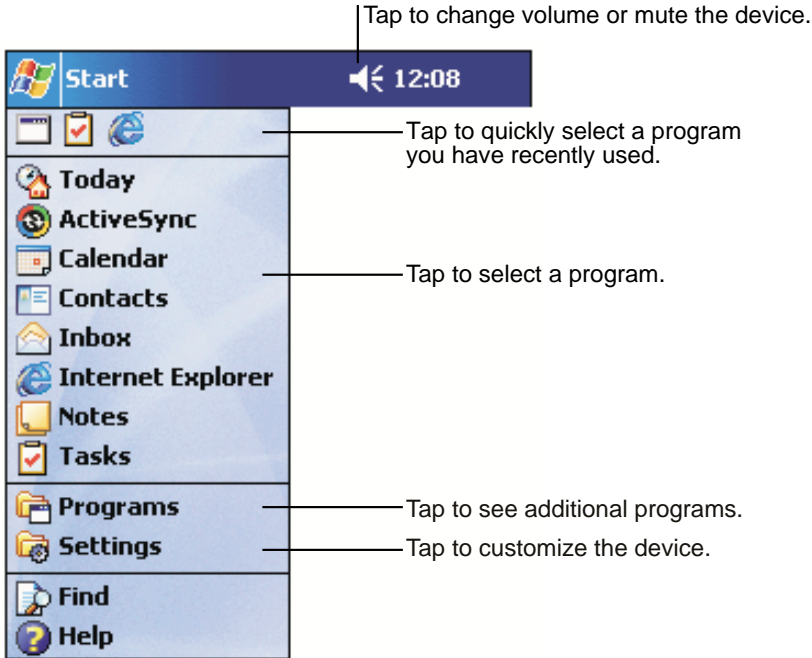 Tap to change volume or mute the device.
Start
12:08
Tap to quickly select a program
you have recently used.
Today
ActiveSync
Calendar
Tap to select a program.
Contacts
Inbox
Internet Explorer
Notes
Tasks
Programs
Tap to see additional programs.
Settings
Tap to customize the device.
Find
Help